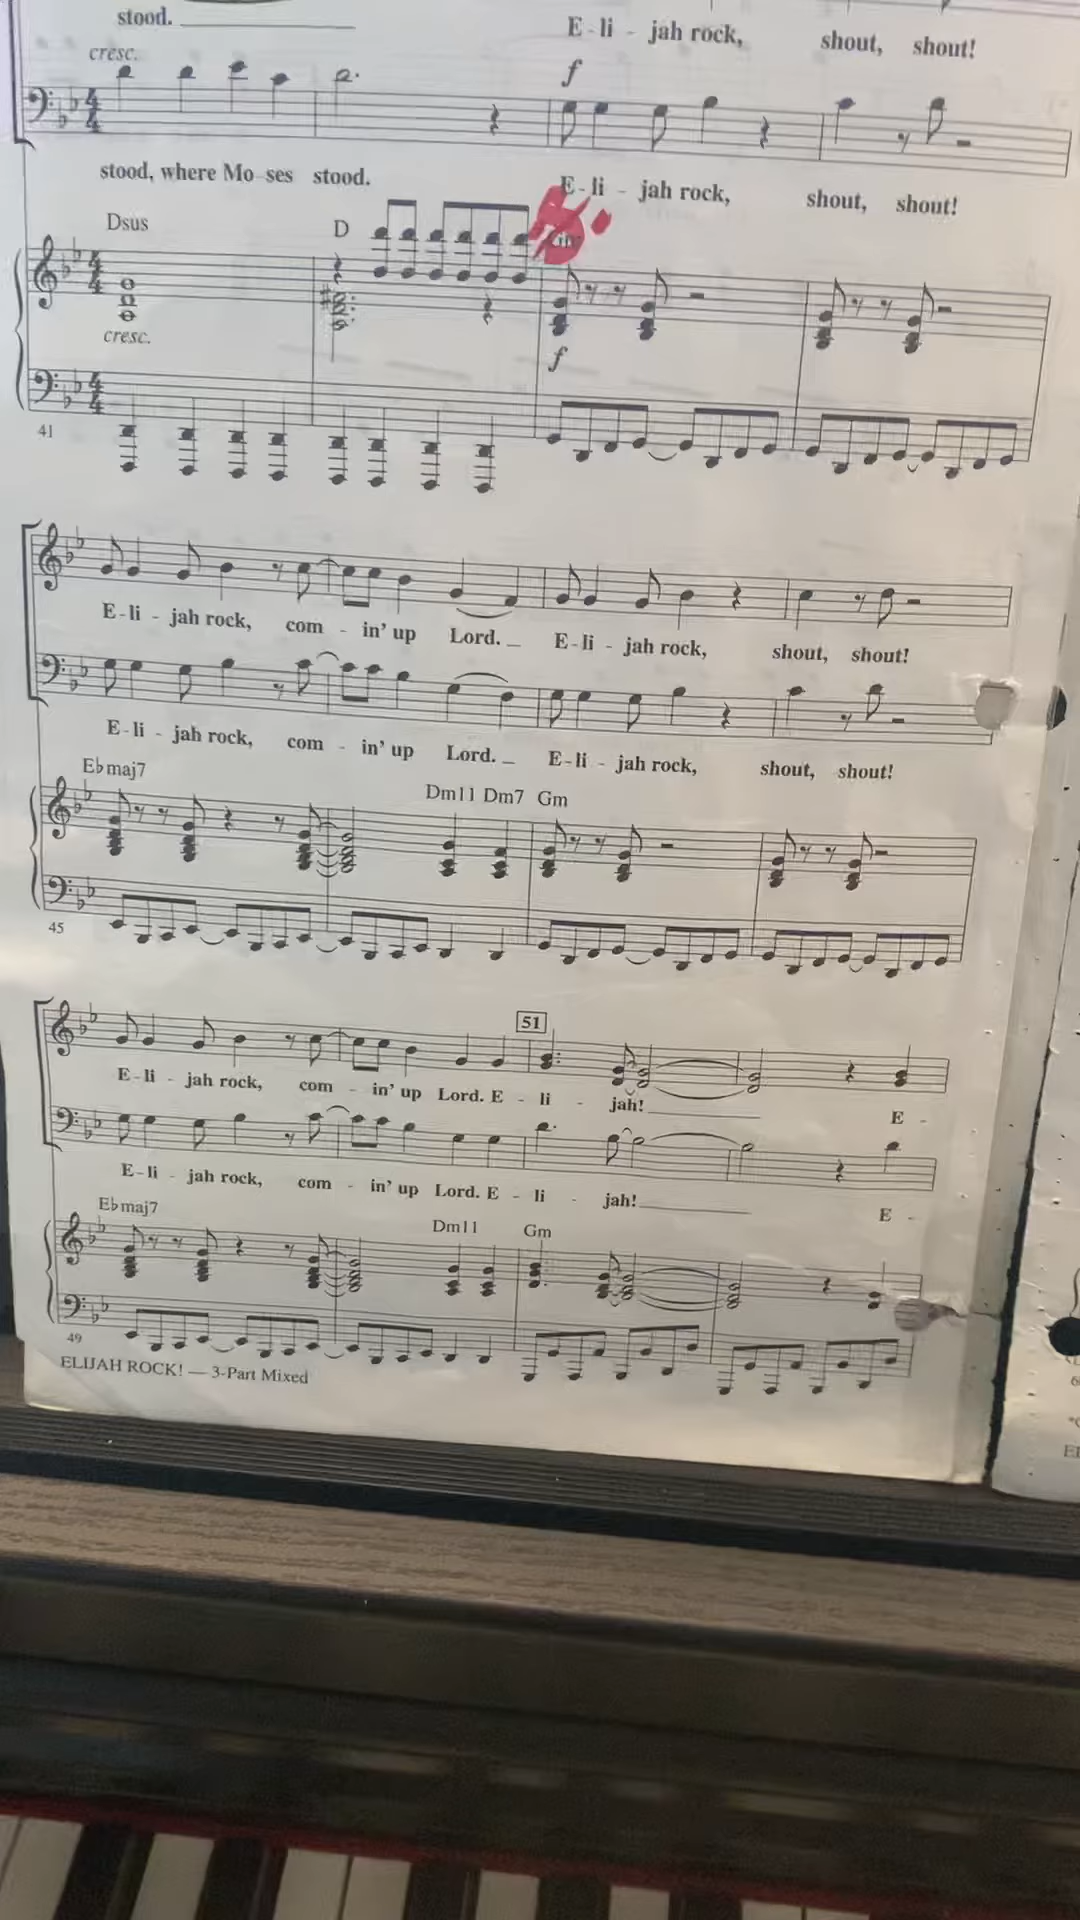 stood.
E - li - jah rock, shout, shout!
cresc.
f
stood, where Mo-ses stood.
E - li - jah rock, shout, shout!
Dsus D
cresc.
f
41
E - li - jah rock, com - in' up Lord. E - li - jah rock, shout, shout!
E - li - jah rock, com - in' up Lord. E - li - jah rock, shout, shout!
E♭maj7 Dm11 Dm7 Gm
45
51
E - li - jah rock, com - in' up Lord. E - li - jah! E -
E - li - jah rock, com - in' up Lord. E - li - jah! E -
E♭maj7 Dm11 Gm
49
ELIJAH ROCK! — 3-Part Mixed